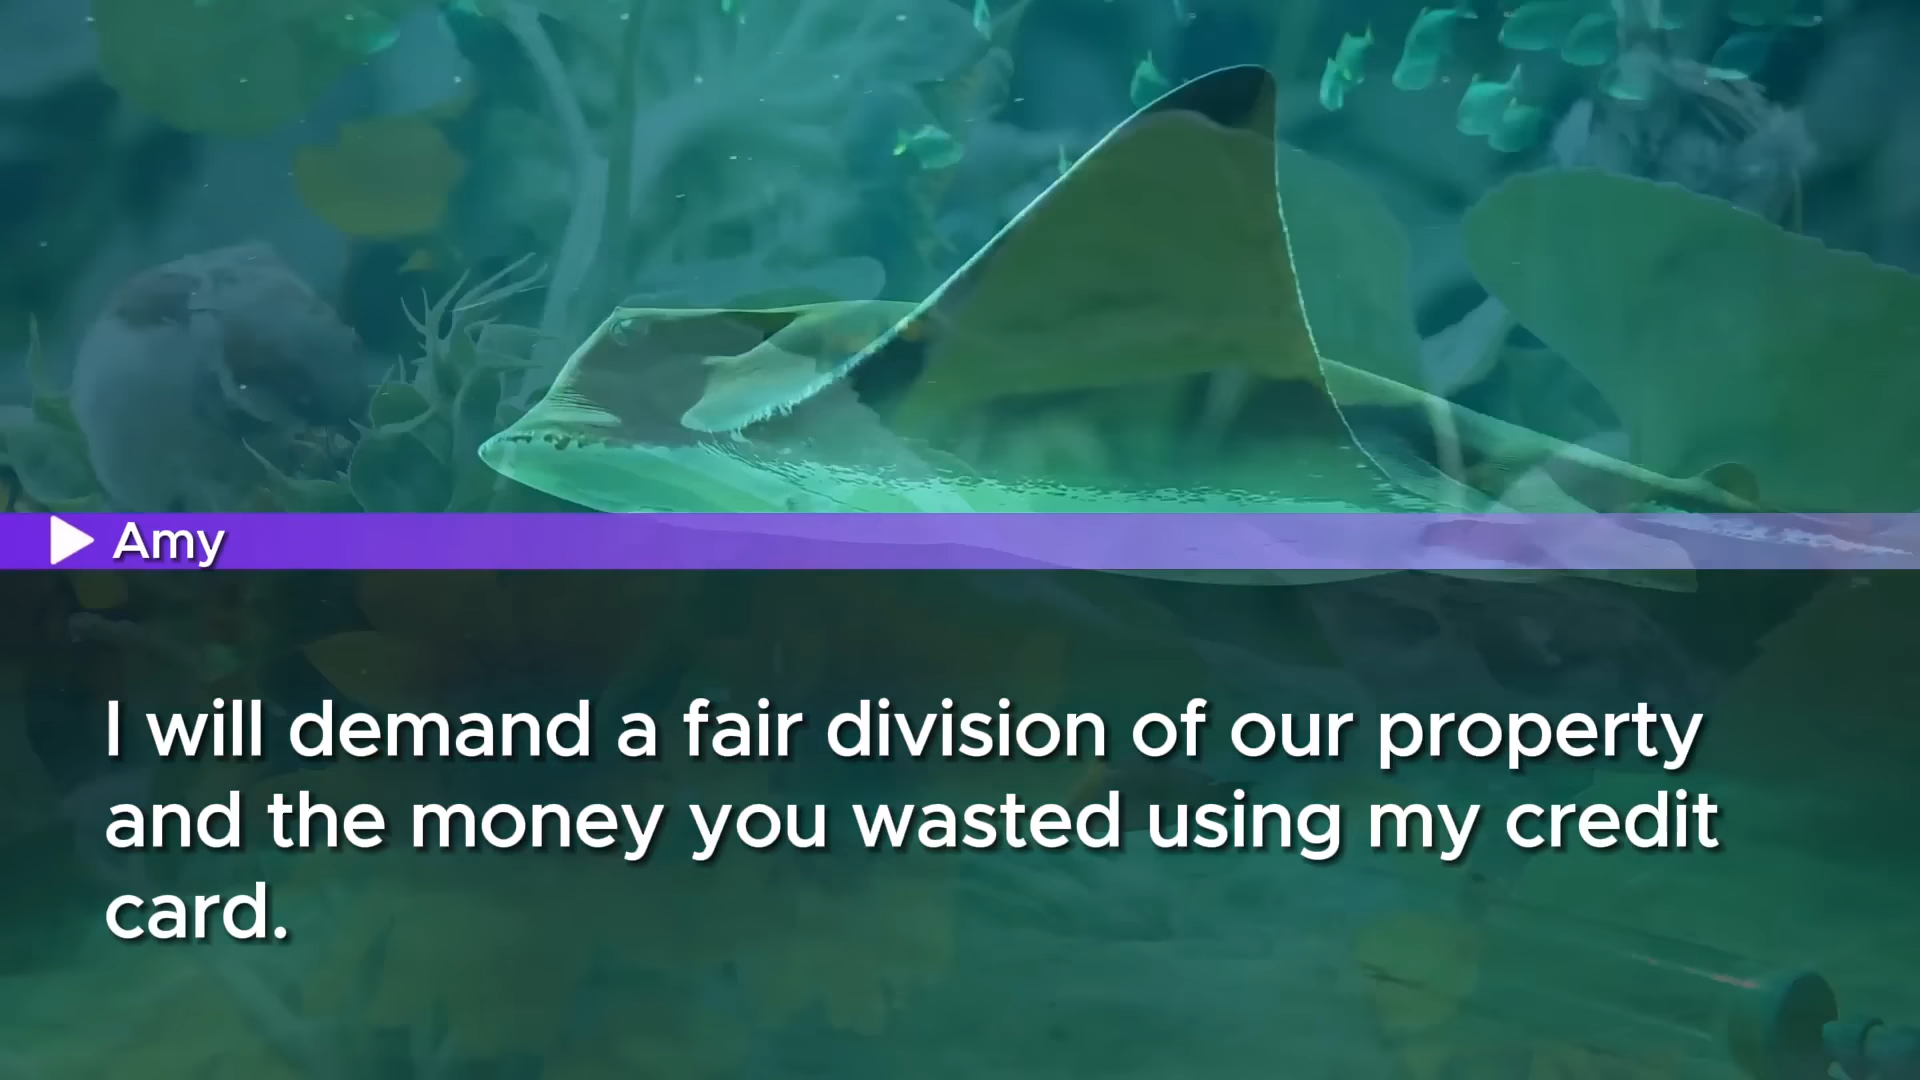 Amy
I will demand a fair division of our property
and the money you wasted using my credit
card.